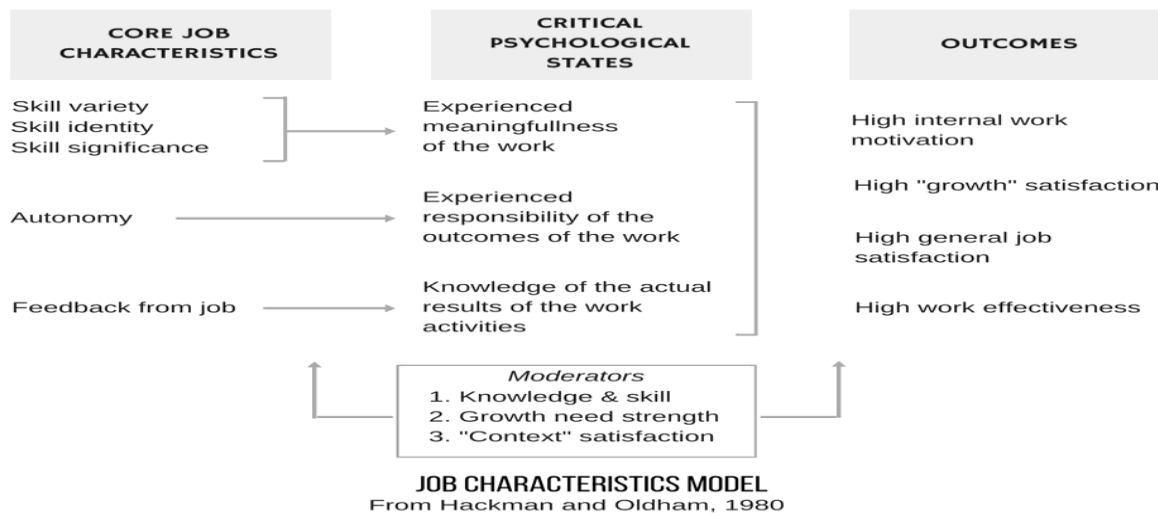 CORE JOB
CHARACTERISTICS
CRITICAL
PSYCHOLOGICAL
STATES
OUTCOMES
Skill variety
Skill identity
Skill significance
Experienced
meaningfullness
of the work
Autonomy
Experienced
responsibility of the
outcomes of the work
Feedback from job
Knowledge of the actual
results of the work
activities
High internal work
motivation
High "growth" satisfaction
High general job
satisfaction
High work effectiveness
Moderators
1. Knowledge & skill
2. Growth need strength
3. "Context" satisfaction
JOB CHARACTERISTICS MODEL
From Hackman and Oldham, 1980